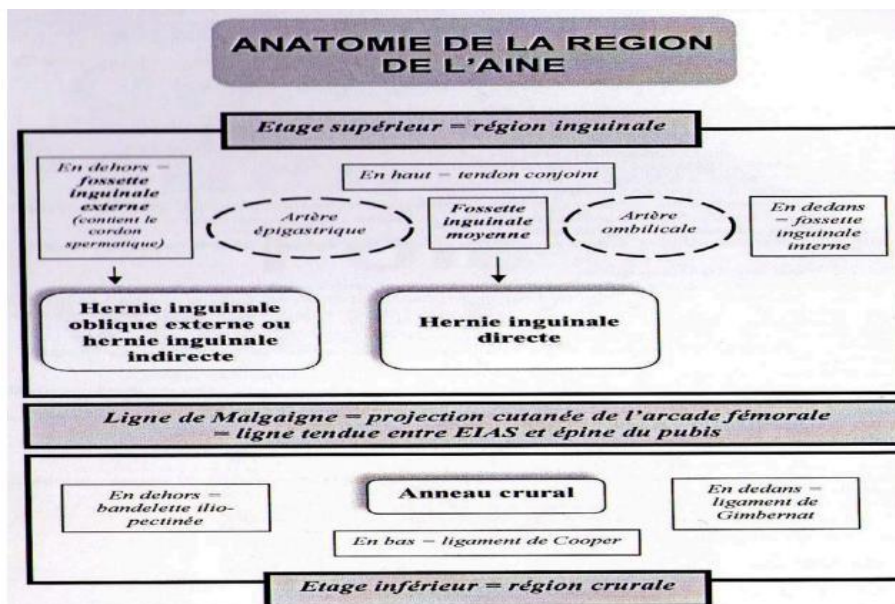 ANATOMIE DE LA REGION
DE L'AINE
Etage supérieur = région inguinale
En dehors =
fossette
inguinale
externe
(contient le
cordon
spermatique)
En haut = tendon conjoint
Artère
épigastrique
Fossette
inguinale
moyenne
Artère
ombilicale
En dedans
= fossette
inguinale
interne
Hernie inguinale
oblique externe ou
hernie inguinale
indirecte
Hernie inguinale
directe
Ligne de Malgaigne = projection cutanée de l'arcade fémorale
= ligne tendue entre EIAS et épine du pubis
En dehors =
bandelette ilio-
pectinée
Anneau crural
En dedans =
ligament de
Gimbernat
En bas = ligament de Cooper
Etage inférieur = région crurale